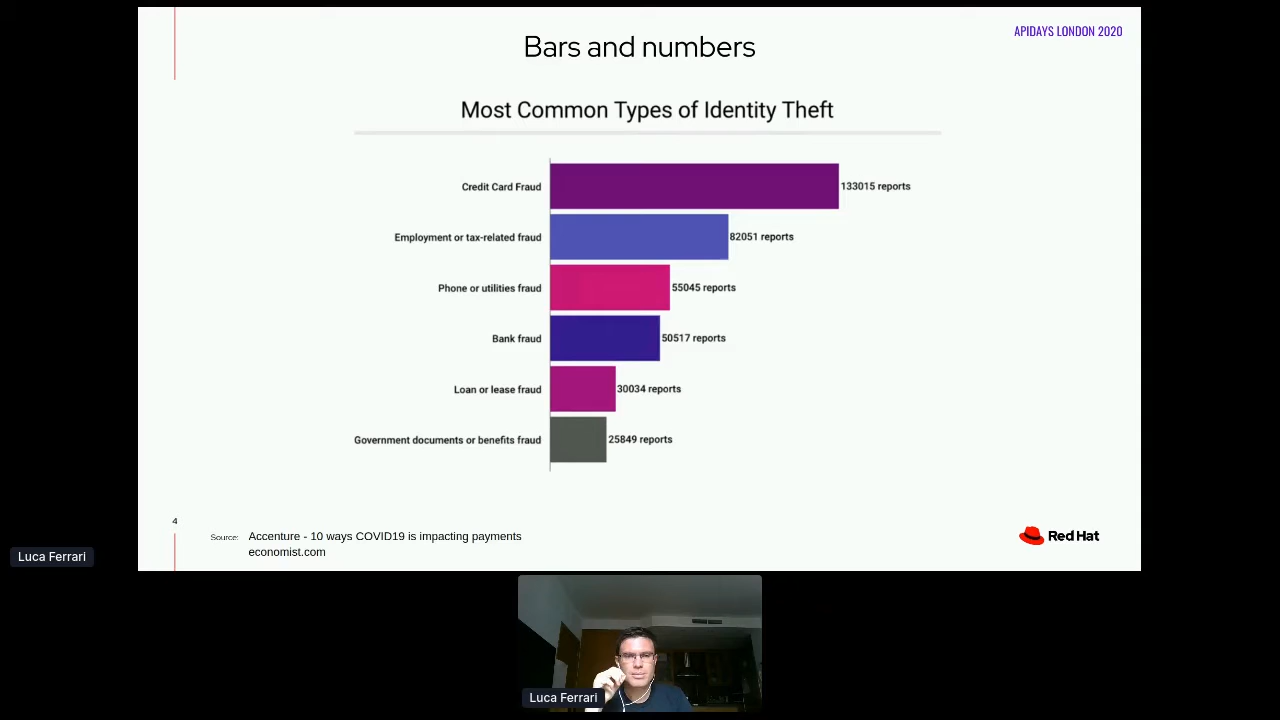 Bars and numbers
APIDAYS LONDON 2020
Most Common Types of Identity Theft
Credit Card Fraud 133015 reports
Employment or tax-related fraud 82051 reports
Phone or utilities fraud 55045 reports
Bank fraud 50517 reports
Loan or lease fraud 30034 reports
Government documents or benefits fraud 25849 reports
4
Source: Accenture - 10 ways COVID19 is impacting payments
economist.com
Red Hat
Luca Ferrari
Luca Ferrari